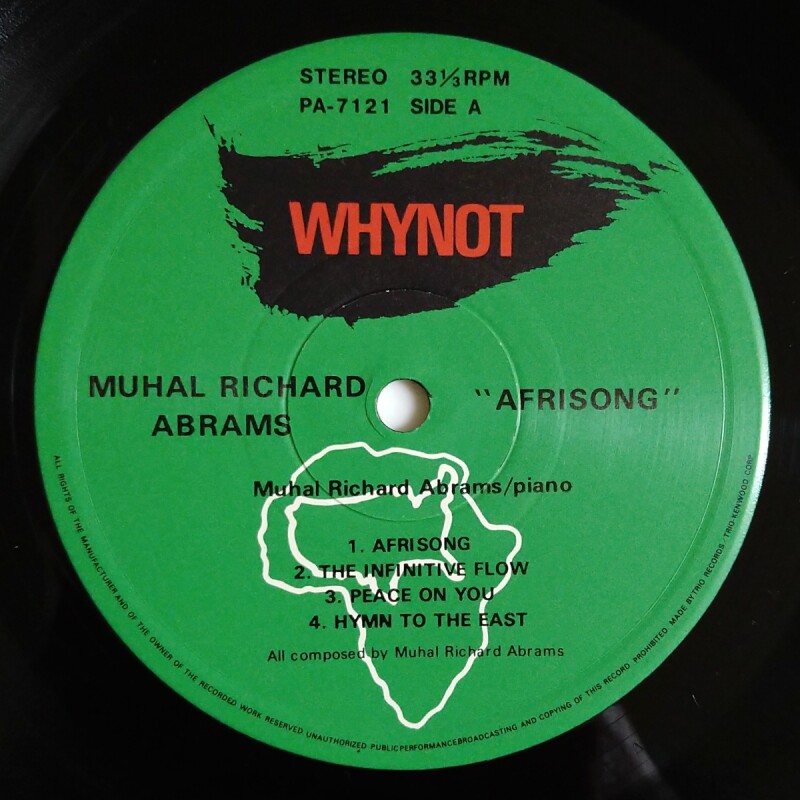 STEREO 33⅓RPM
PA-7121 SIDE A
WHYNOT
MUHAL RICHARD
ABRAMS
"AFRISONG"
Muhal Richard Abrams/piano
1. AFRISONG
2. THE INFINITIVE FLOW
3. PEACE ON YOU
4. HYMN TO THE EAST
All composed by Muhal Richard Abrams
ALL RIGHTS OF THE MANUFACTURER AND OF THE OWNER OF THE RECORDED WORK RESERVED UNAUTHORIZED PUBLICPERFORMANCEBROADCASTING AND COPYING OF THIS RECORD PROHIBITED. MADE BY TRIO RECORDS, TRIO-KENWOOD CORP.